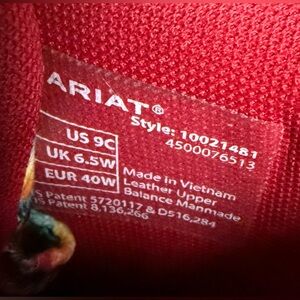 ARIAT®
Style: 10021481
4500076513
US 9C
UK 6.5W
EUR 40W
Made in Vietnam
Leather Upper
Balance Manmade
US Patent 5720117 & D516,284
US Patent 8,136,266